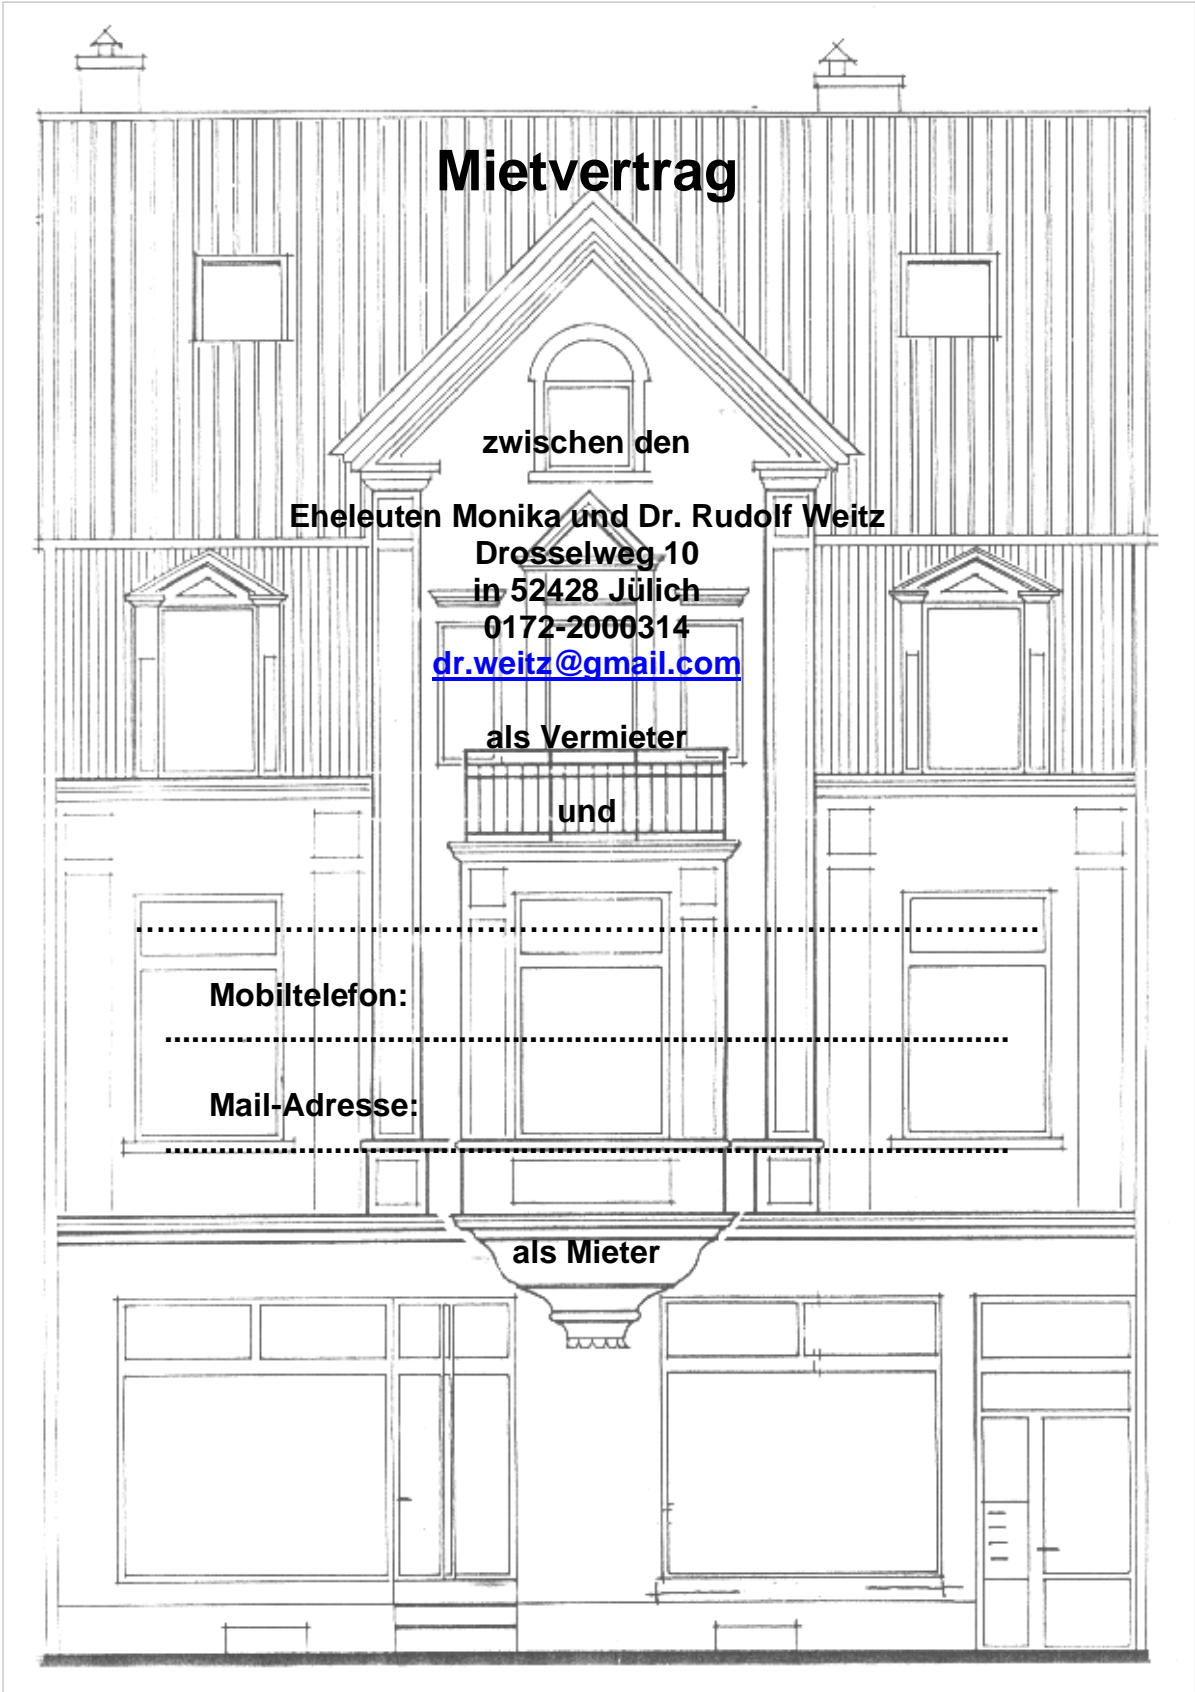 Mietvertrag
zwischen den
Eheleuten Monika und Dr. Rudolf Weitz
Drosselweg 10
in 52428 Jülich
0172-2000314
dr.weitz@gmail.com
als Vermieter
und
Mobiltelefon:
Mail-Adresse:
als Mieter